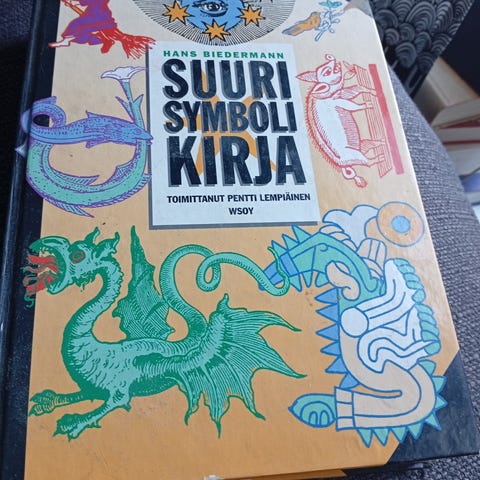 HANS BIEDERMANN
SUURI
SYMBOLI
KIRJA
TOIMITTANUT PENTTI LEMPIÄINEN
WSOY